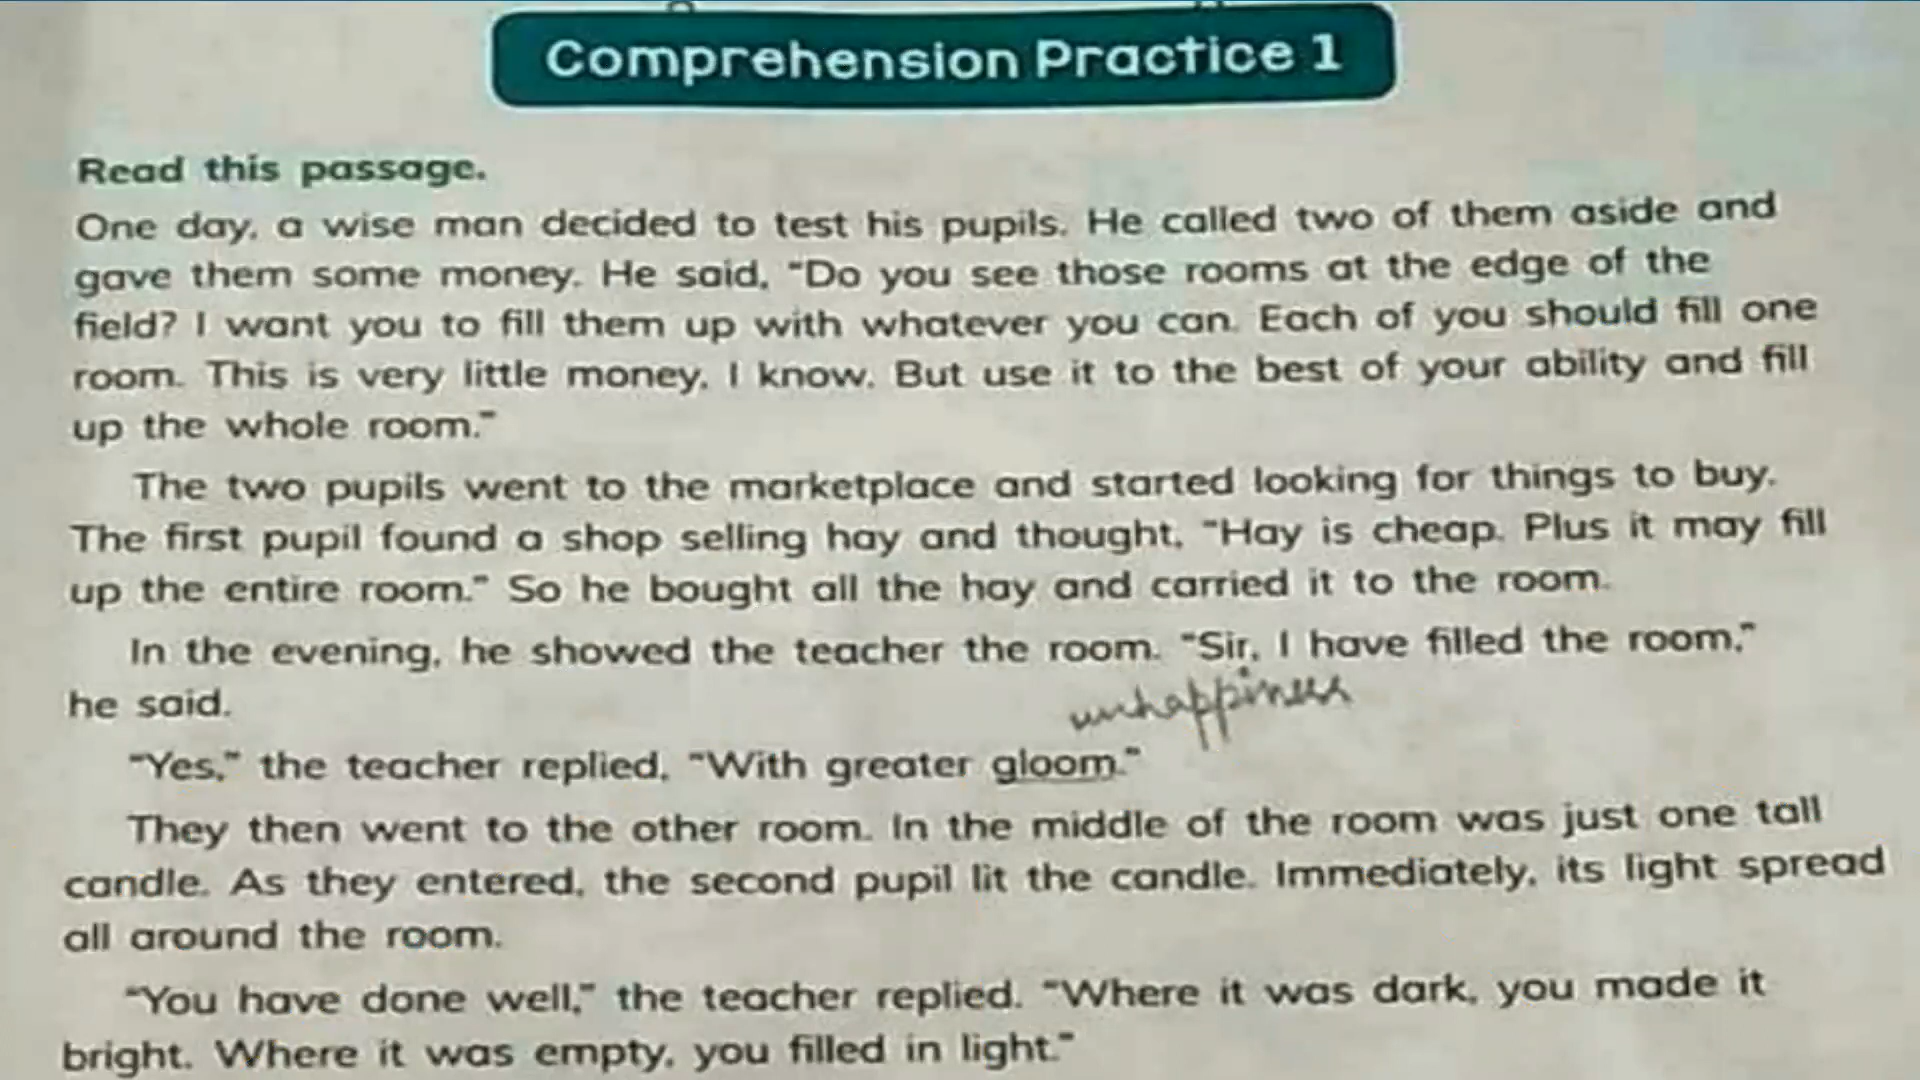 Comprehension Practice 1
Read this passage.
One day, a wise man decided to test his pupils. He called two of them aside and
gave them some money. He said, "Do you see those rooms at the edge of the
field? I want you to fill them up with whatever you can. Each of you should fill one
room. This is very little money, I know. But use it to the best of your ability and fill
up the whole room."
The two pupils went to the marketplace and started looking for things to buy.
The first pupil found a shop selling hay and thought, "Hay is cheap. Plus it may fill
up the entire room." So he bought all the hay and carried it to the room.
In the evening, he showed the teacher the room. "Sir, I have filled the room,"
he said.
unhappiness
"Yes," the teacher replied, "With greater gloom."
They then went to the other room. In the middle of the room was just one tall
candle. As they entered, the second pupil lit the candle. Immediately, its light spread
all around the room.
"You have done well," the teacher replied. "Where it was dark, you made it
bright. Where it was empty, you filled in light."